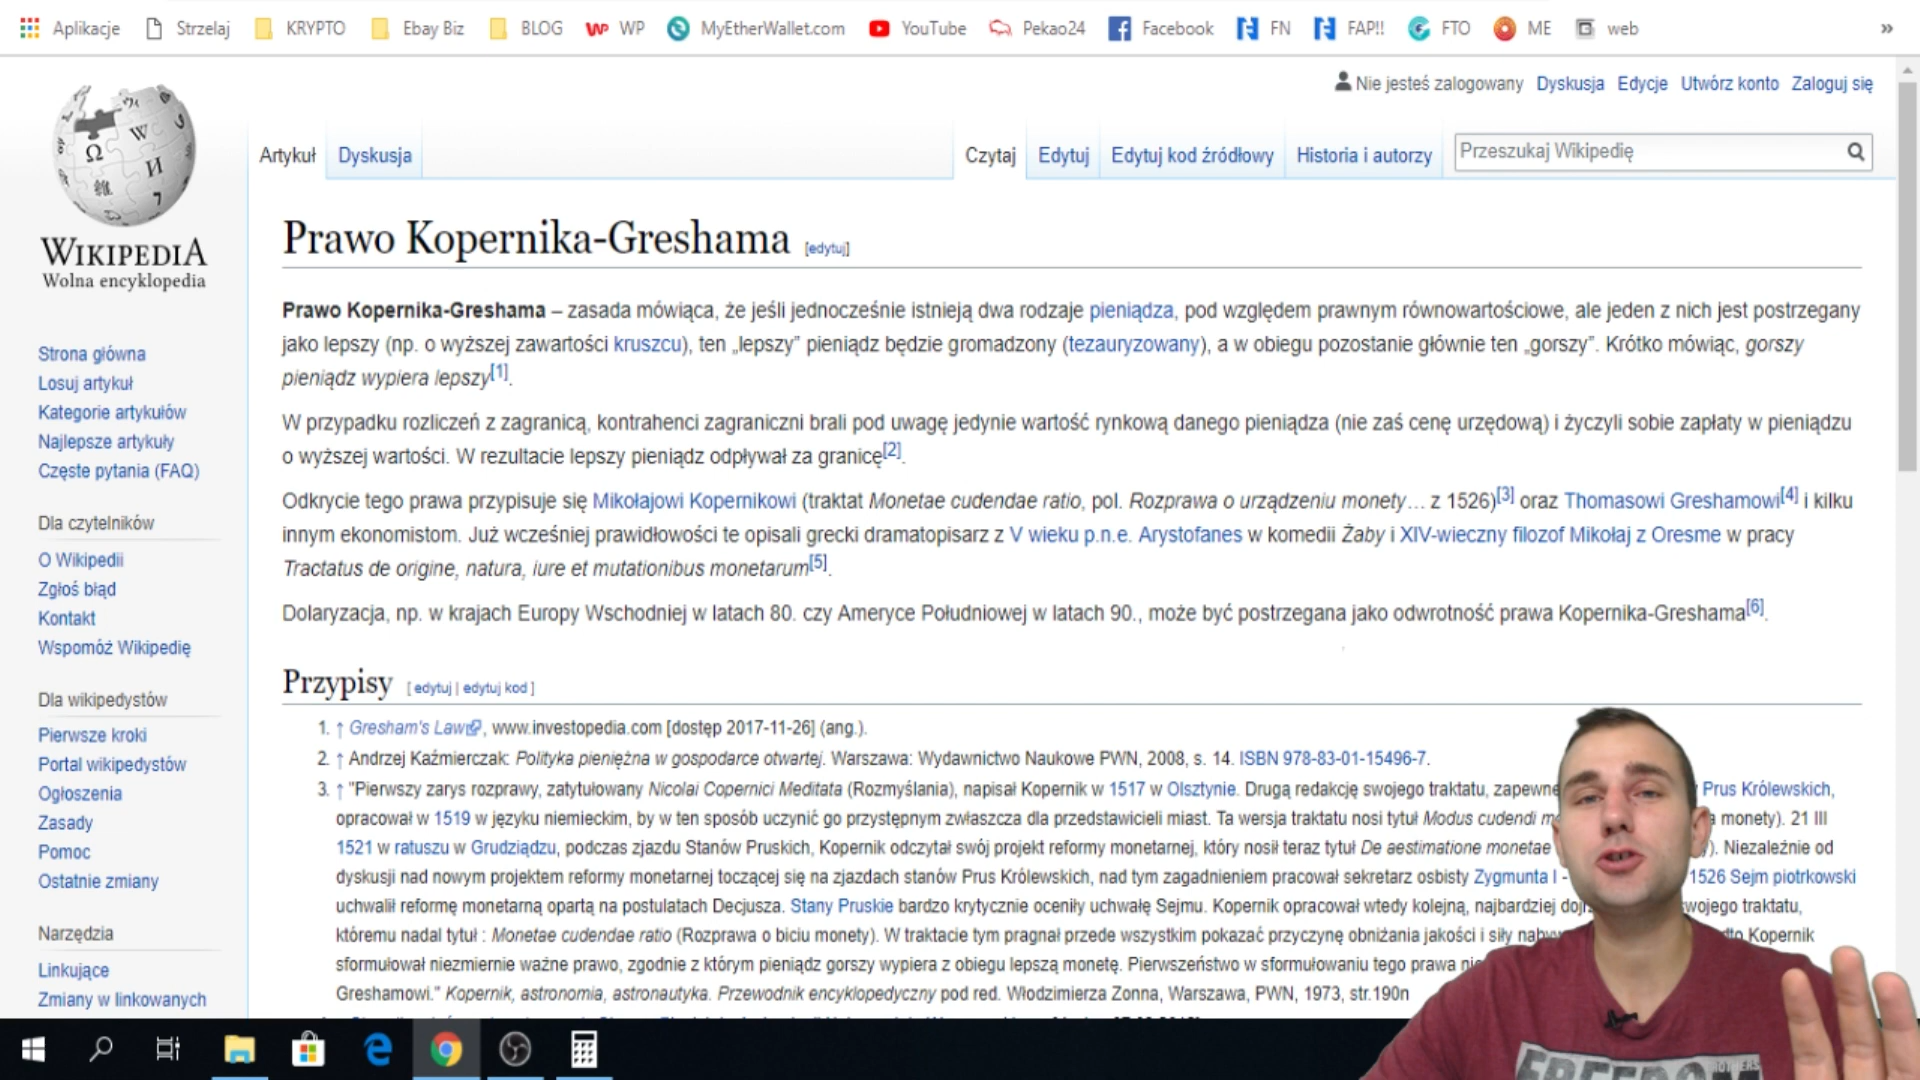 Aplikacje Strzelaj KRYPTO Ebay Biz BLOG WP WP MyEtherWallet.com YouTube Pekao24 Facebook FN FAP!! FTO ME web »
Nie jesteś zalogowany Dyskusja Edycje Utwórz konto Zaloguj się
Artykuł Dyskusja Czytaj Edytuj Edytuj kod źródłowy Historia i autorzy Przeszukaj Wikipedię
WIKIPEDIA
Wolna encyklopedia
Strona główna
Losuj artykuł
Kategorie artykułów
Najlepsze artykuły
Częste pytania (FAQ)
Dla czytelników
O Wikipedii
Zgłoś błąd
Kontakt
Wspomóż Wikipedię
Dla wikipedystów
Pierwsze kroki
Portal wikipedystów
Ogłoszenia
Zasady
Pomoc
Ostatnie zmiany
Narzędzia
Linkujące
Zmiany w linkowanych
Prawo Kopernika-Greshama [edytuj]
Prawo Kopernika-Greshama – zasada mówiąca, że jeśli jednocześnie istnieją dwa rodzaje pieniądza, pod względem prawnym równowartościowe, ale jeden z nich jest postrzegany
jako lepszy (np. o wyższej zawartości kruszcu), ten „lepszy” pieniądz będzie gromadzony (tezauryzowany), a w obiegu pozostanie głównie ten „gorszy”. Krótko mówiąc, gorszy
pieniądz wypiera lepszy[1].
W przypadku rozliczeń z zagranicą, kontrahenci zagraniczni brali pod uwagę jedynie wartość rynkową danego pieniądza (nie zaś cenę urzędową) i życzyli sobie zapłaty w pieniądzu
o wyższej wartości. W rezultacie lepszy pieniądz odpływał za granicę[2].
Odkrycie tego prawa przypisuje się Mikołajowi Kopernikowi (traktat Monetae cudendae ratio, pol. Rozprawa o urządzeniu monety… z 1526)[3] oraz Thomasowi Greshamowi[4] i kilku
innym ekonomistom. Już wcześniej prawidłowości te opisali grecki dramatopisarz z V wieku p.n.e. Arystofanes w komedii Żaby i XIV-wieczny filozof Mikołaj z Oresme w pracy
Tractatus de origine, natura, iure et mutationibus monetarum[5].
Dolaryzacja, np. w krajach Europy Wschodniej w latach 80. czy Ameryce Południowej w latach 90., może być postrzegana jako odwrotność prawa Kopernika-Greshama[6].
Przypisy [ edytuj | edytuj kod ]
1. ↑ Gresham's Law, www.investopedia.com [dostęp 2017-11-26] (ang.).
2. ↑ Andrzej Kaźmierczak: Polityka pieniężna w gospodarce otwartej. Warszawa: Wydawnictwo Naukowe PWN, 2008, s. 14. ISBN 978-83-01-15496-7.
3. ↑ "Pierwszy zarys rozprawy, zatytułowany Nicolai Copernici Meditata (Rozmyślania), napisał Kopernik w 1517 w Olsztynie. Drugą redakcję swojego traktatu, zapewne Prus Królewskich,
opracował w 1519 w języku niemieckim, by w ten sposób uczynić go przystępnym zwłaszcza dla przedstawicieli miast. Ta wersja traktatu nosi tytuł Modus cudendi monety). 21 III
1521 w ratuszu w Grudziądzu, podczas zjazdu Stanów Pruskich, Kopernik odczytał swój projekt reformy monetarnej, który nosił teraz tytuł De aestimatione monetae ). Niezależnie od
dyskusji nad nowym projektem reformy monetarnej toczącej się na zjazdach stanów Prus Królewskich, nad tym zagadnieniem pracował sekretarz osobisty Zygmunta I - 1526 Sejm piotrkowski
uchwalił reformę monetarną opartą na postulatach Decjusza. Stany Pruskie bardzo krytycznie oceniły uchwałę Sejmu. Kopernik opracował wtedy kolejną, najbardziej swojego traktatu,
któremu nadal tytuł : Monetae cudendae ratio (Rozprawa o biciu monety). W traktacie tym pragnał przede wszystkim pokazać przyczynę obniżania jakości i siły Kopernik
sformułował niezmiernie ważne prawo, zgodnie z którym pieniądz gorszy wypiera z obiegu lepszą monetę. Pierwszeństwo w sformułowaniu tego prawa
Greshamowi." Kopernik, astronomia, astronautyka. Przewodnik encyklopedyczny pod red. Włodzimierza Zonna, Warszawa, PWN, 1973, str.190n